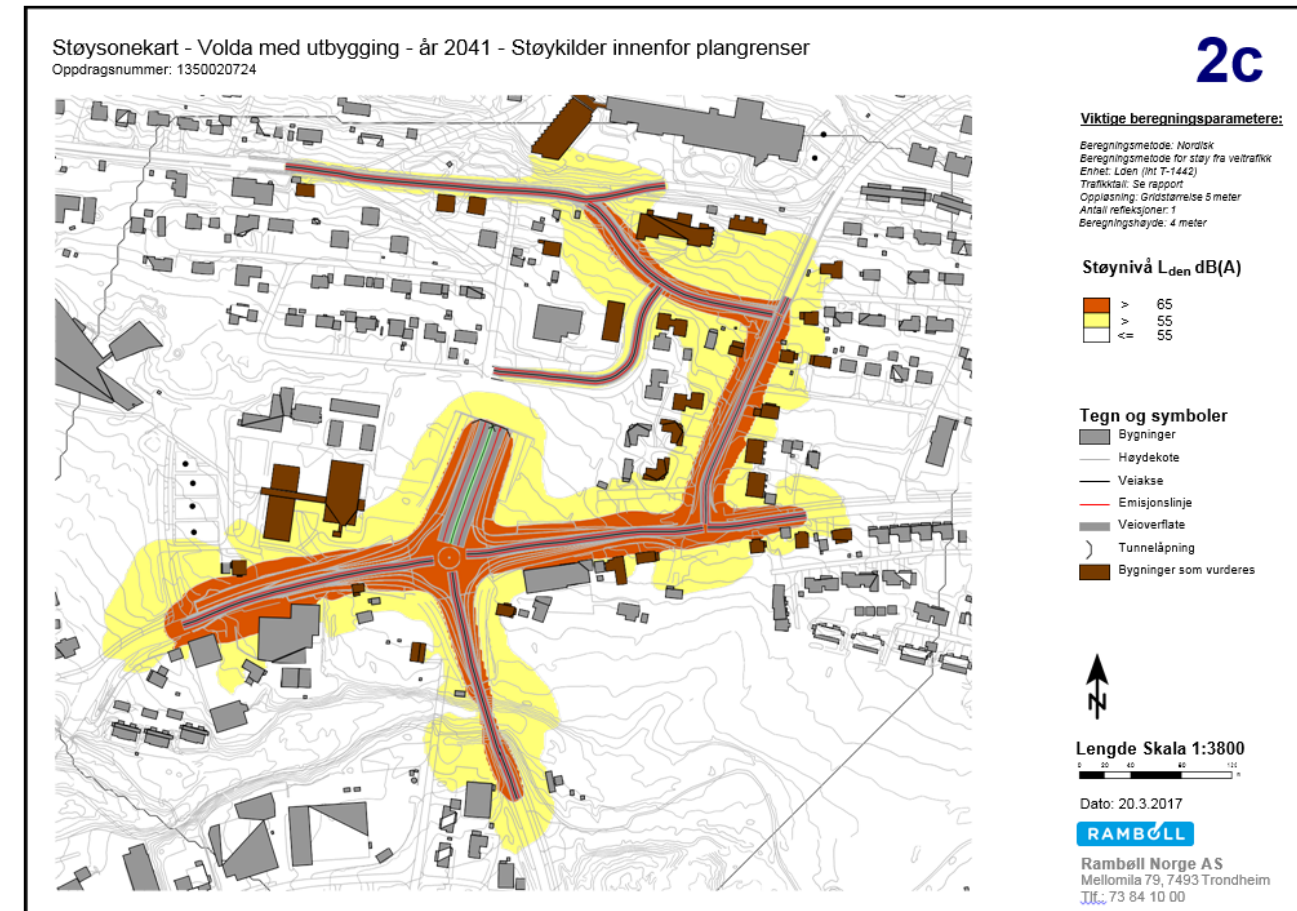 Støysonekart - Volda med utbygging - år 2041 - Støykilder innenfor plangrenser
Oppdragsnummer: 1350020724
2c
Viktige beregningsparametere:
Beregningsmetode: Nordisk
Beregningsmetode for støy fra veitrafikk
Enhet: Lden (iht T-1442)
Trafikktall: Se rapport
Oppløsning: Gridstørrelse 5 meter
Antall refleksjoner: 1
Beregningshøyde: 4 meter
Støynivå Lden dB(A)
> 65
> 55
<= 55
Tegn og symboler
Bygninger
Høydekote
Veiakse
Emisjonslinje
Veioverflate
Tunnelåpning
Bygninger som vurderes
N
Lengde Skala 1:3800
0 20 40 80 120
m
Dato: 20.3.2017
RAMBØLL
Rambøll Norge AS
Mellomila 79, 7493 Trondheim
Tlf.: 73 84 10 00